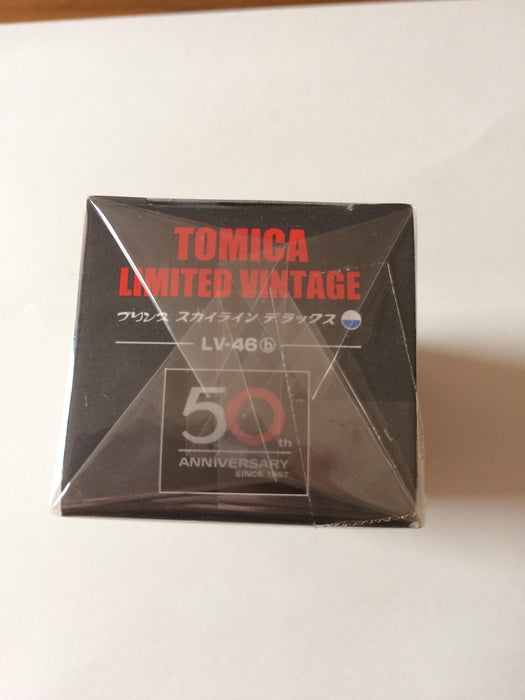 TOMICA
LIMITED VINTAGE
プリンス スカイライン デラックス
LV-46ⓑ
50th
ANNIVERSARY
SINCE 1957